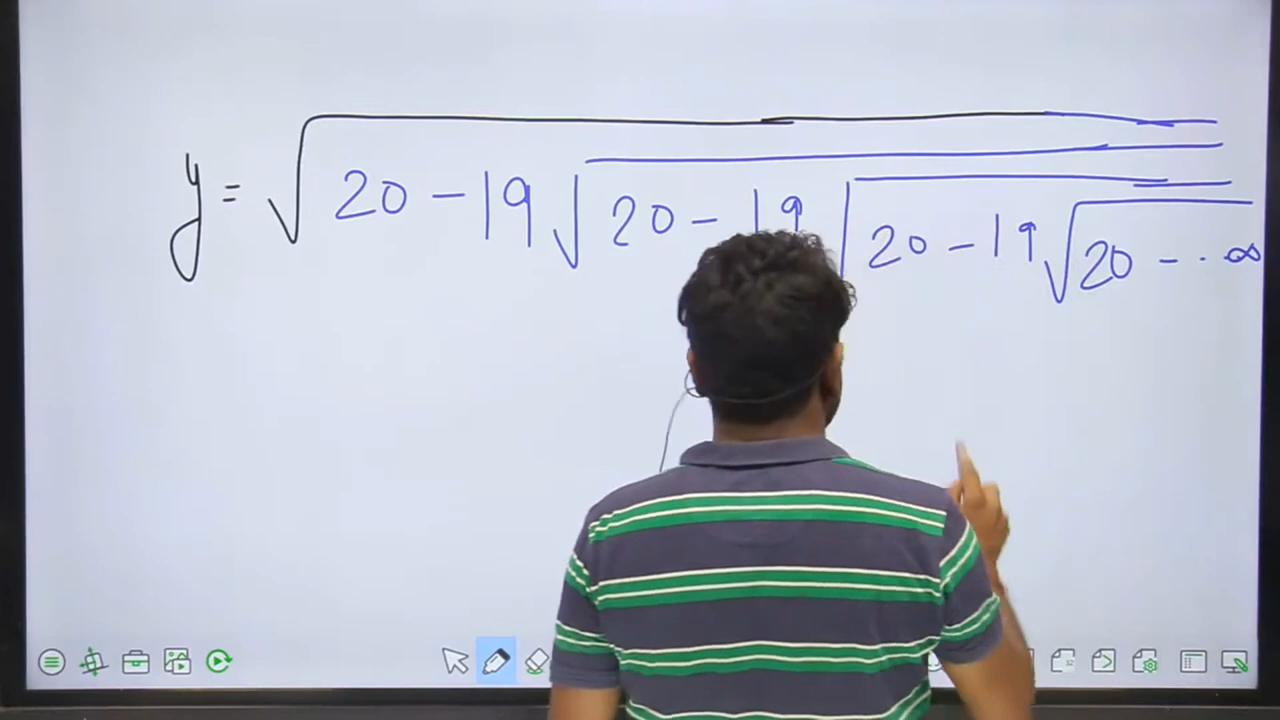 y = √20 - 19√20 - 19√20 - 19√20 - .. ∞